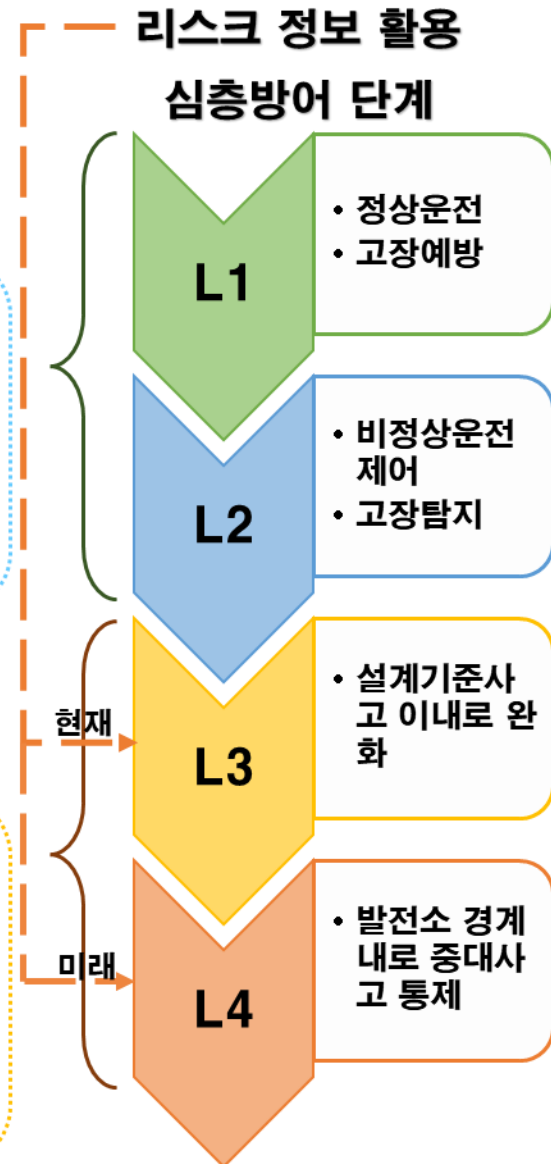 리스크 정보 활용
심층방어 단계
L1
• 정상운전
• 고장예방
L2
• 비정상운전
제어
• 고장탐지
현재
L3
• 설계기준사
고 이내로 완
화
미래
L4
• 발전소 경계
내로 중대사
고 통제